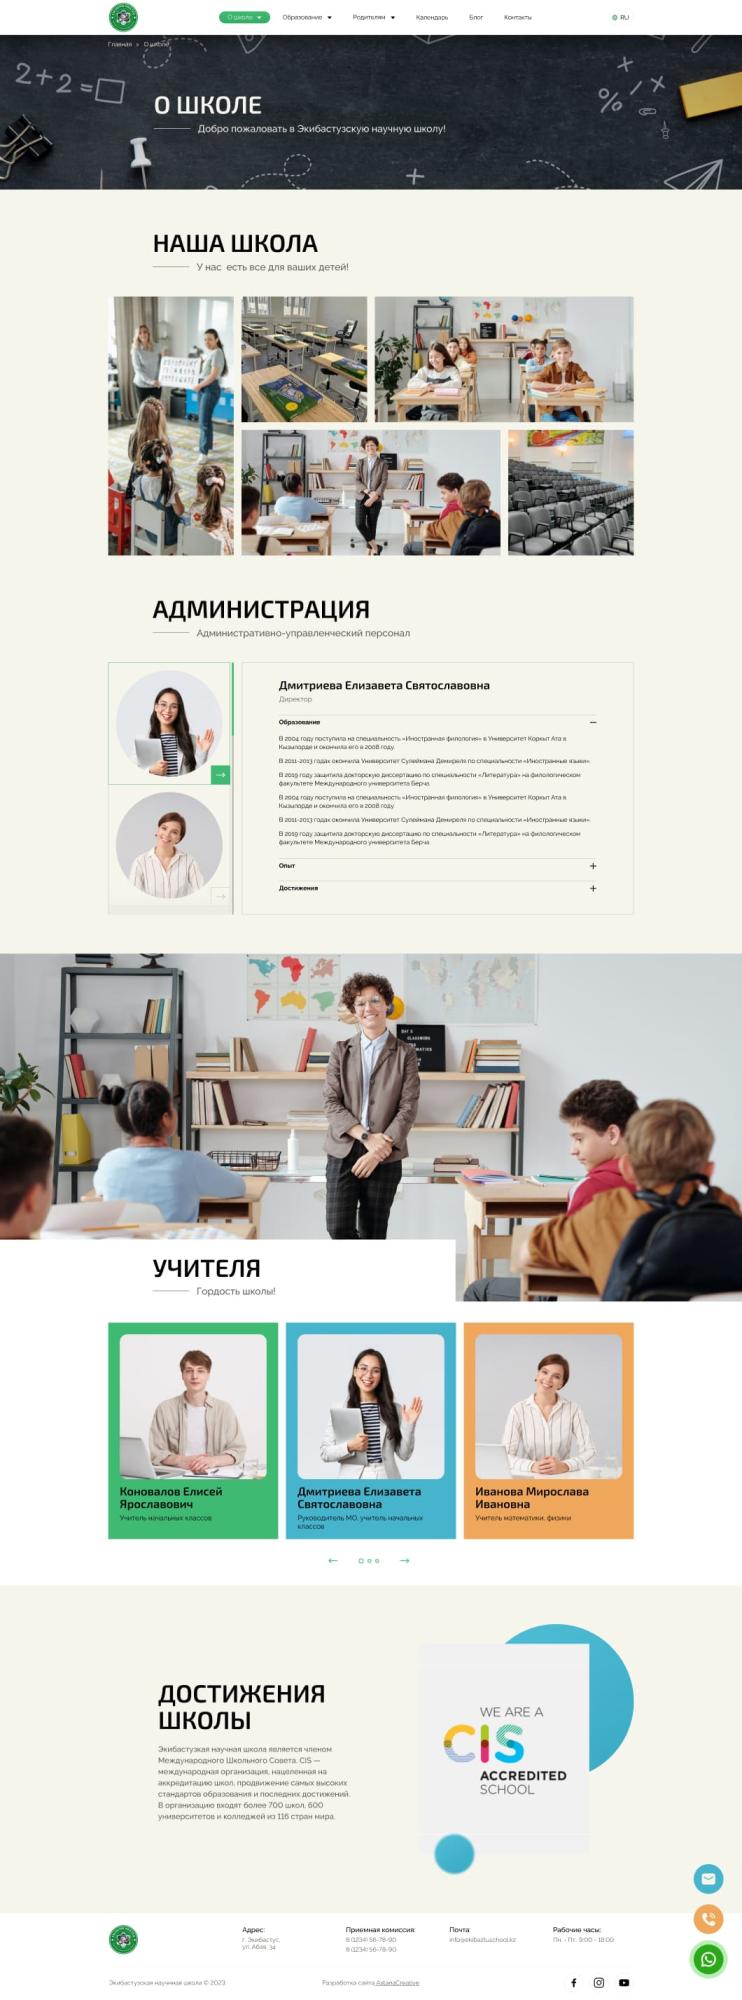 О школе
Образование
Родителям
Календарь
Блог
Контакты
RU
Главная > О школе
2+2=
%
О ШКОЛЕ
Добро пожаловать в Экибастузскую научную школу!
НАША ШКОЛА
У нас есть все для ваших детей!
АДМИНИСТРАЦИЯ
Административно-управленческий персонал
Дмитриева Елизавета Святославовна
Директор
Образование
В 2004 году поступила на специальность «Иностранная филология» в Университет Коркыт Ата в
Кызылорде и окончила его в 2008 году.
В 2011-2013 годах окончила Университет Сулеймана Демиреля по специальности «Иностранные языки».
В 2019 году защитила докторскую диссертацию по специальности «Литература» на филологическом
факультете Международного университета Берча.
В 2004 году поступила на специальность «Иностранная филология» в Университет Коркыт Ата в
Кызылорде и окончила его в 2008 году.
В 2011-2013 годах окончила Университет Сулеймана Демиреля по специальности «Иностранные языки».
В 2019 году защитила докторскую диссертацию по специальности «Литература» на филологическом
факультете Международного университета Берча.
Опыт
Достижения
УЧИТЕЛЯ
Гордость школы!
Коновалов Елисей
Ярославович
Учитель начальных классов
Дмитриева Елизавета
Святославовна
Руководитель МО, учитель начальных
классов
Иванова Мирослава
Ивановна
Учитель математики, физики
ДОСТИЖЕНИЯ
ШКОЛЫ
Экибастузкая научная школа является членом
Международного Школьного Совета. CIS —
международная организация, нацеленная на
аккредитацию школ, продвижение самых высоких
стандартов образования и последних достижений.
В организацию входят более 700 школ, 600
университетов и колледжей из 116 стран мира.
WE ARE A
CIS
ACCREDITED
SCHOOL
Адрес:
г. Экибастус,
ул. Абая, 34
Приемная комиссия:
8 (1234) 56-78-90
8 (1234) 56-78-90
Почта:
info@ekibaztuschool.kz
Рабочие часы:
Пн. - Пт.: 9:00 - 18:00
Экибастузская научнная школа © 2023
Разработка сайта AstanaCreative